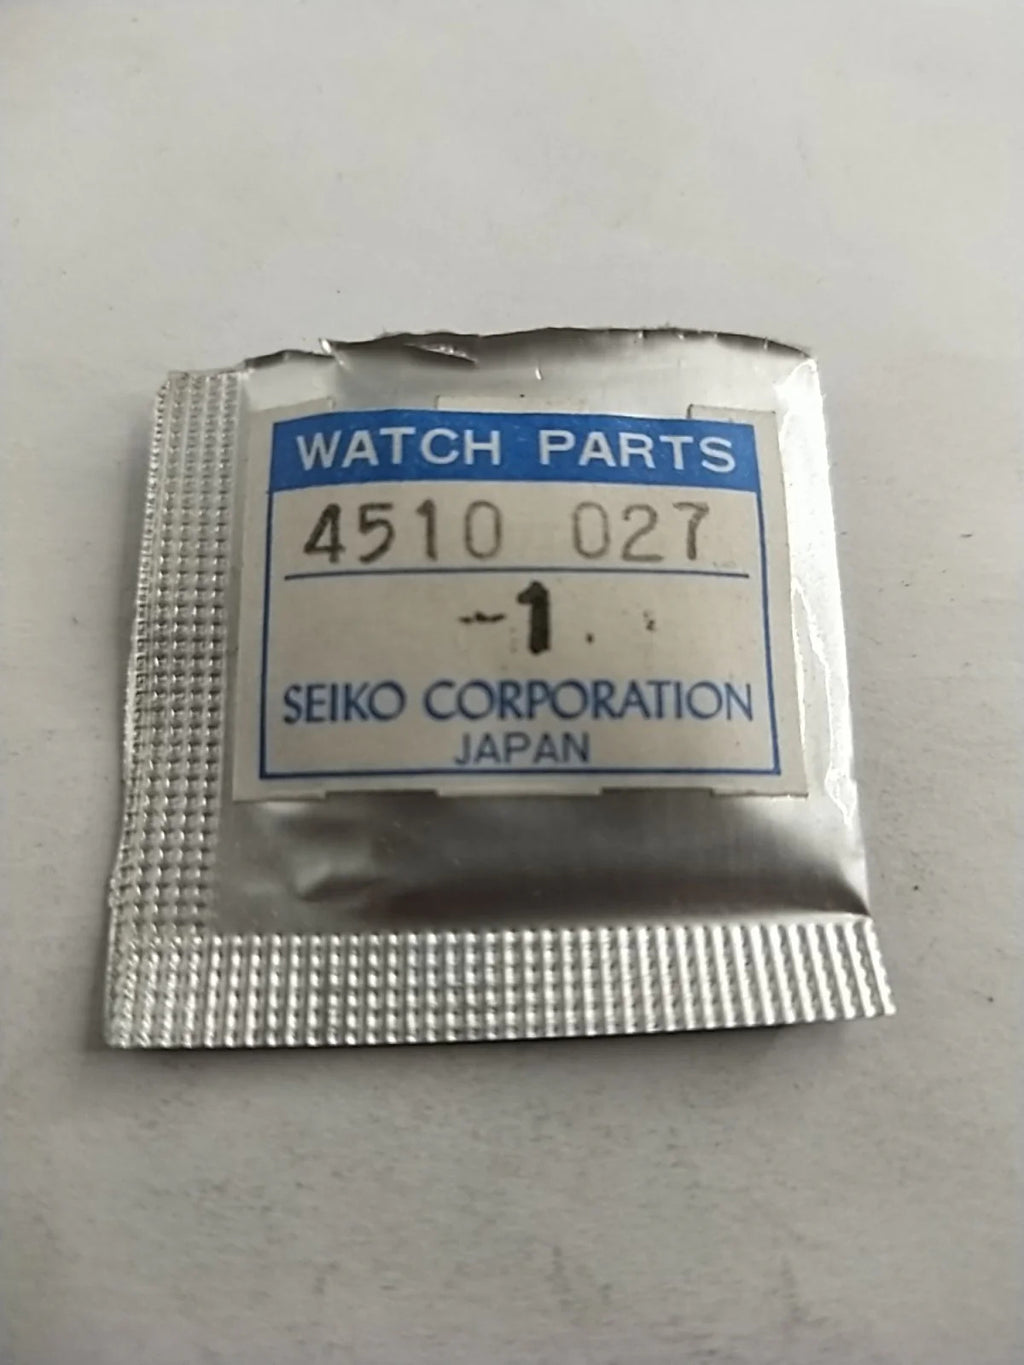 WATCH PARTS
4510 027
-1
SEIKO CORPORATION
JAPAN